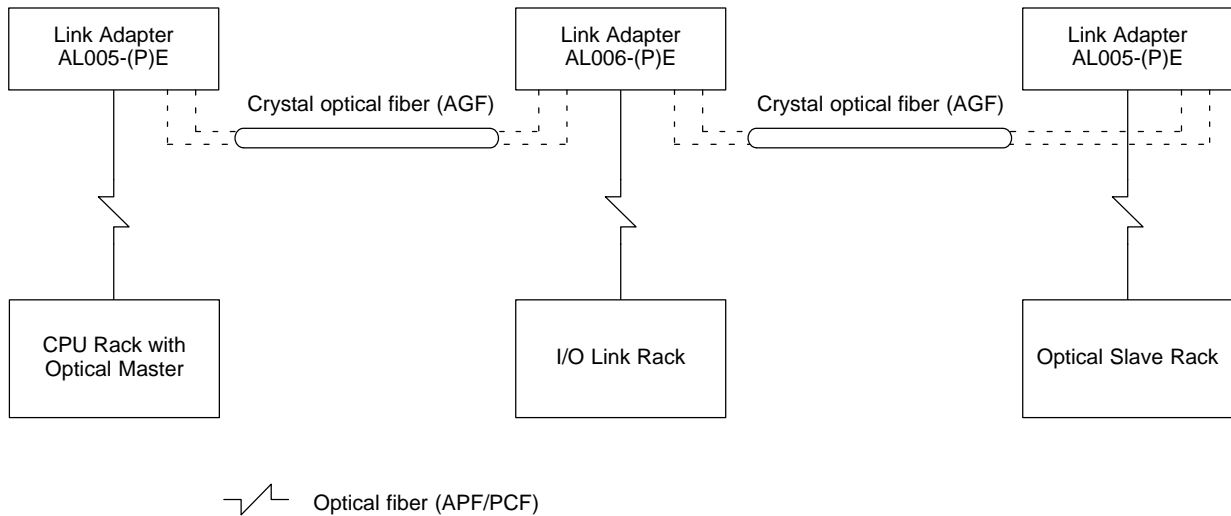 Link Adapter
AL005-(P)E
Link Adapter
AL006-(P)E
Link Adapter
AL005-(P)E
Crystal optical fiber (AGF)
Crystal optical fiber (AGF)
CPU Rack with
Optical Master
I/O Link Rack
Optical Slave Rack
Optical fiber (APF/PCF)